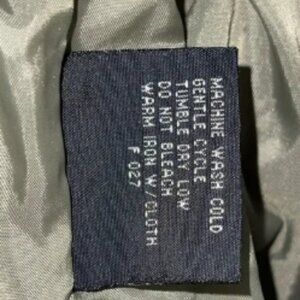 MACHINE WASH COLD
GENTLE CYCLE
TUMBLE DRY LOW
DO NOT BLEACH
WARM IRON W/ CLOTH
F 027